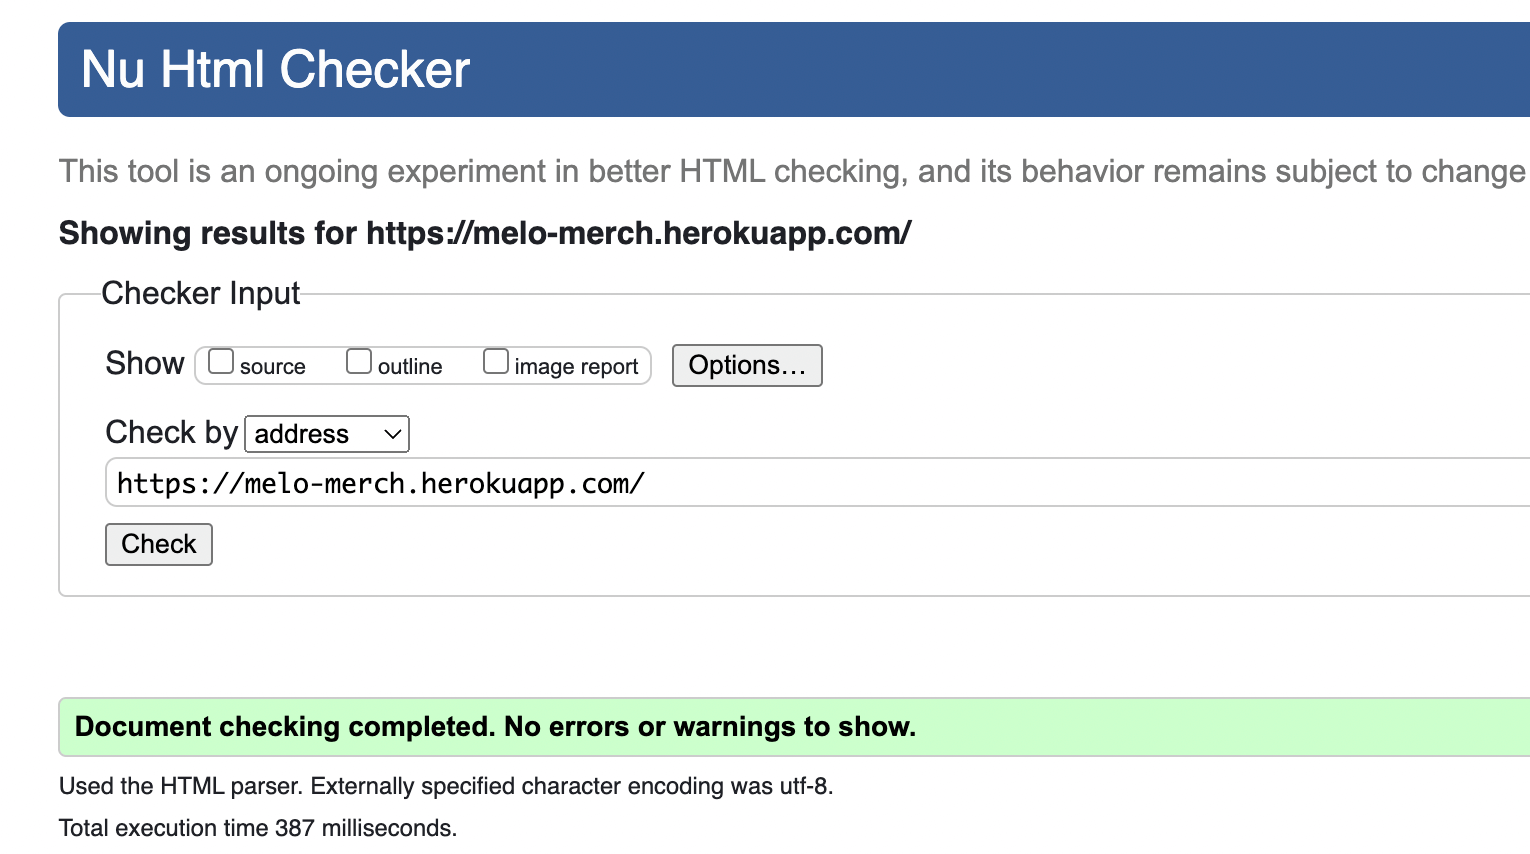 Nu Html Checker
This tool is an ongoing experiment in better HTML checking, and its behavior remains subject to change
Showing results for https://melo-merch.herokuapp.com/
Checker Input
Show source outline image report Options...
Check by address
https://melo-merch.herokuapp.com/
Check
Document checking completed. No errors or warnings to show.
Used the HTML parser. Externally specified character encoding was utf-8.
Total execution time 387 milliseconds.